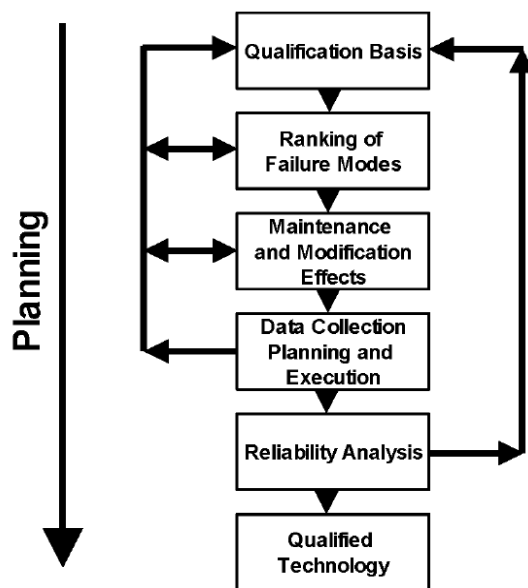 Planning
Qualification Basis
Ranking of
Failure Modes
Maintenance
and Modification
Effects
Data Collection
Planning and
Execution
Reliability Analysis
Qualified
Technology